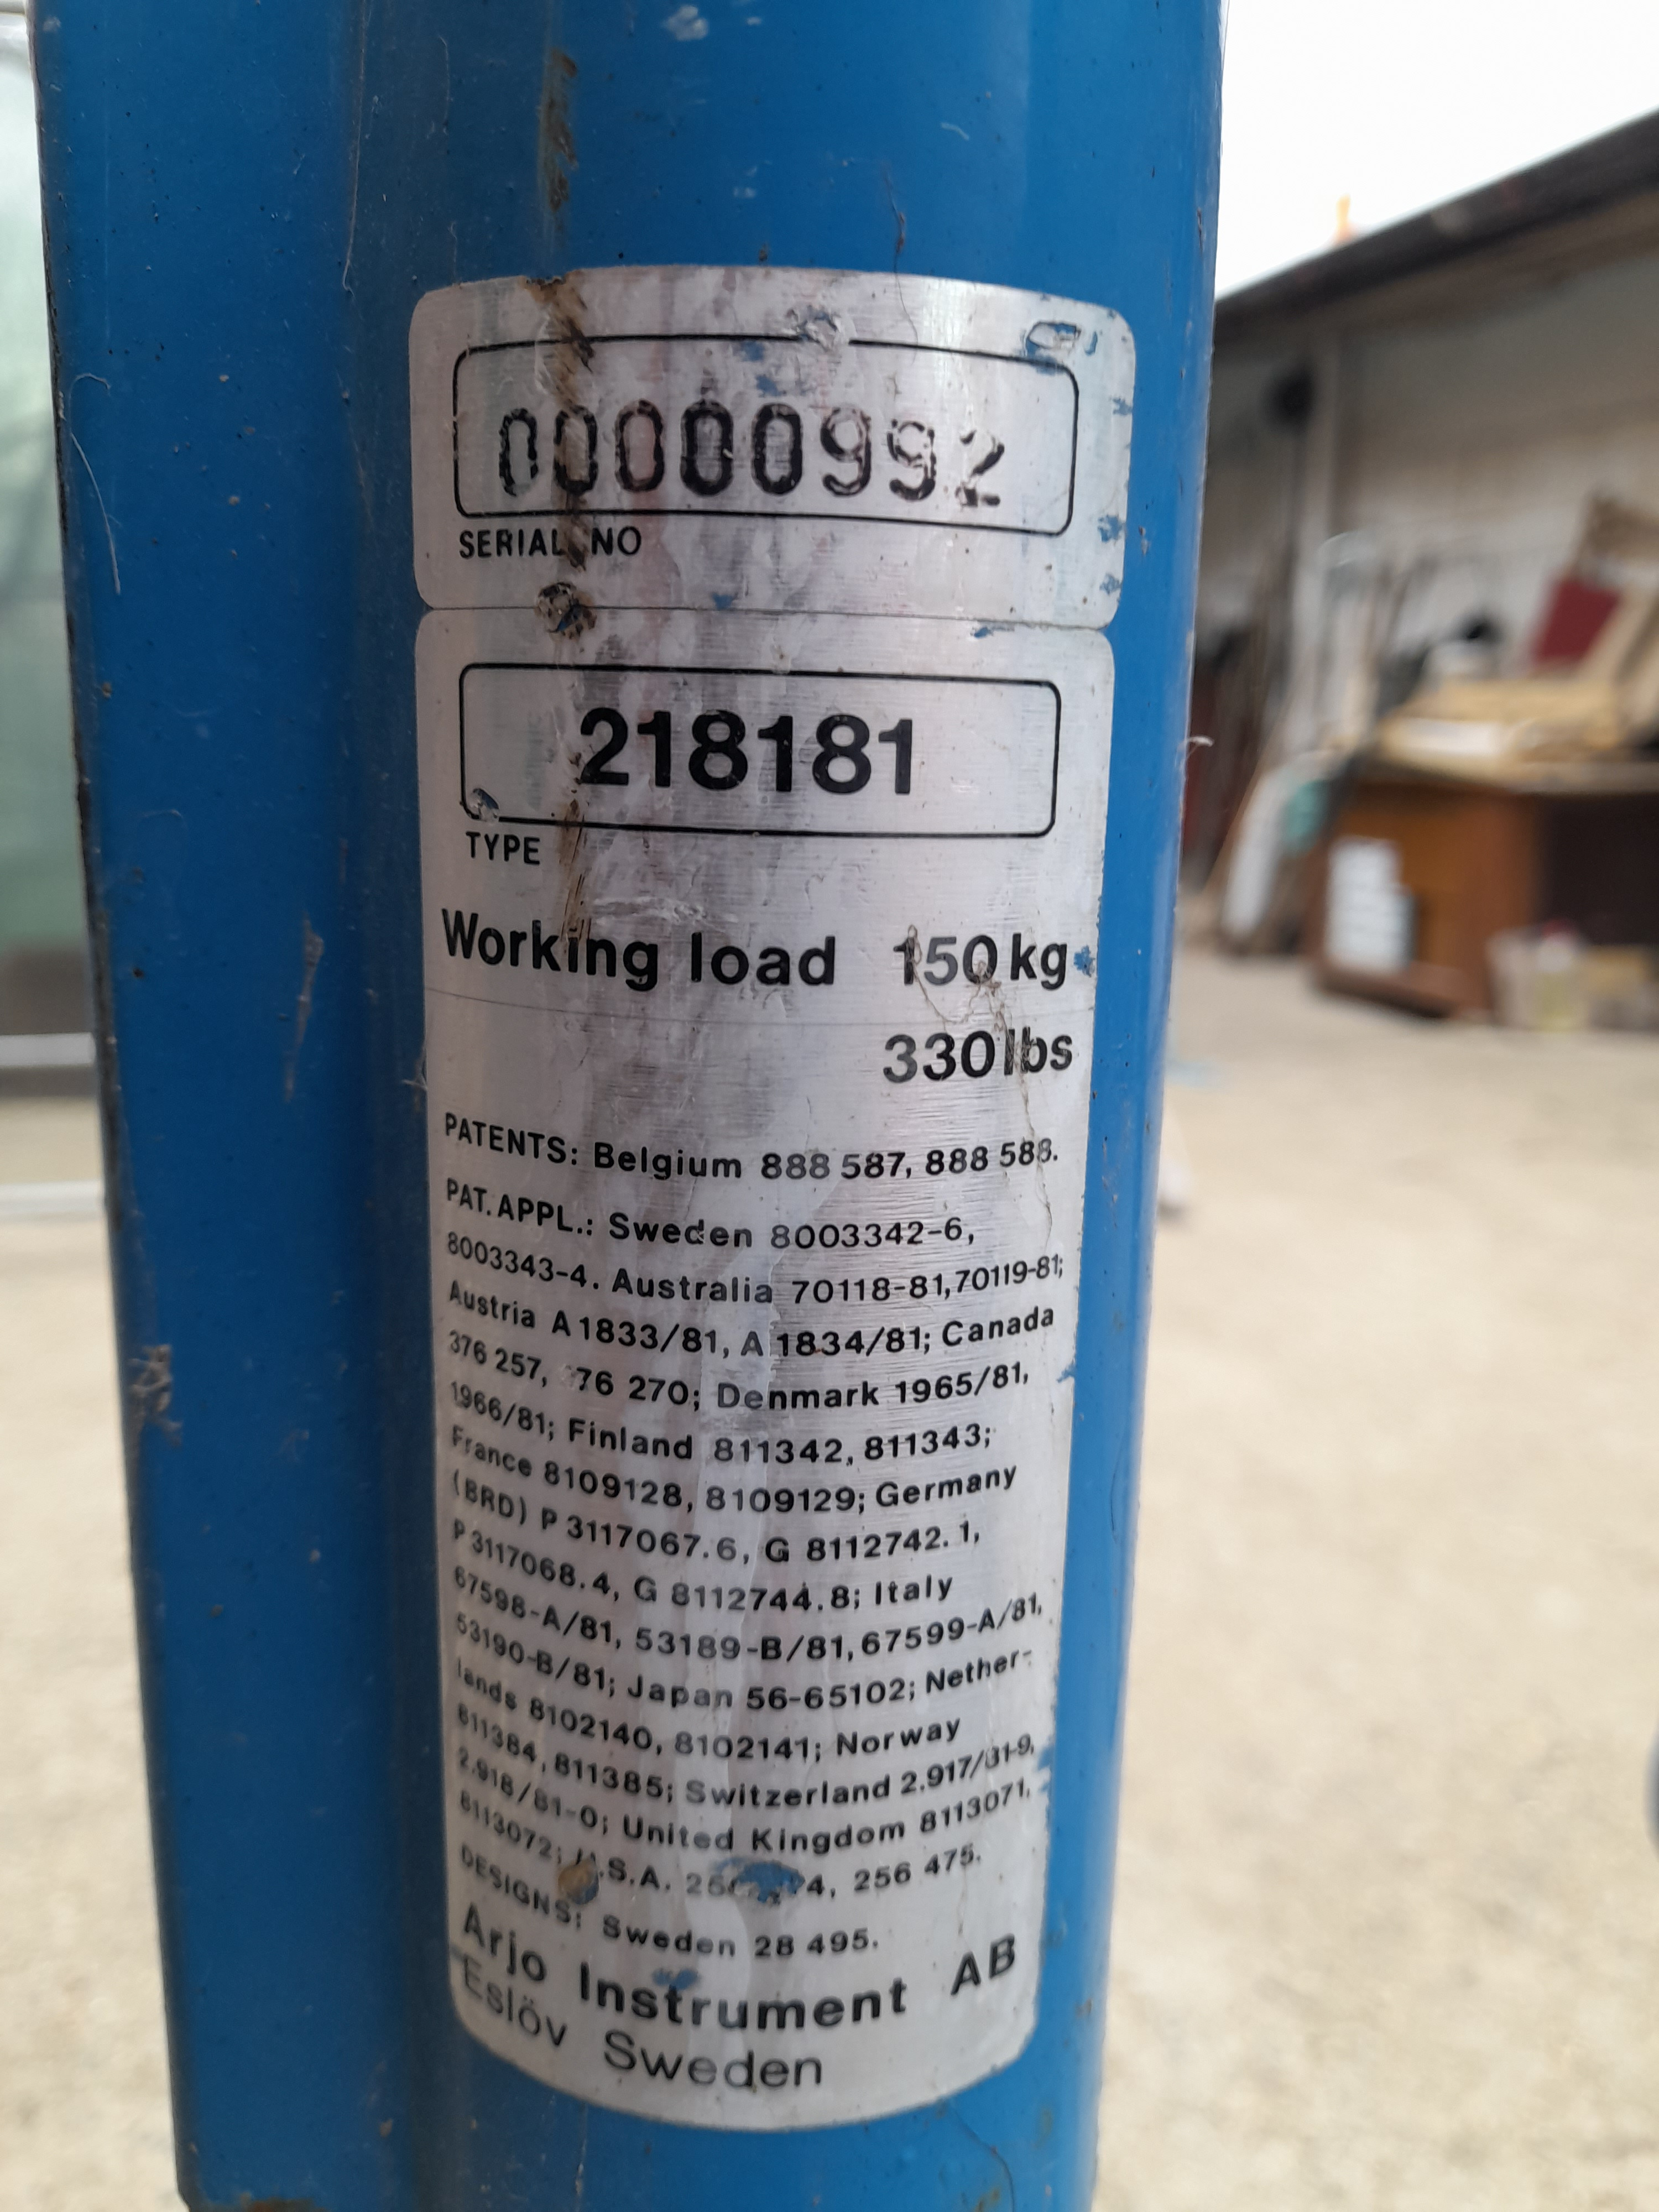 00000992
SERIAL NO
218181
TYPE
Working load 150 kg
330 lbs
PATENTS: Belgium 888 587, 888 588.
PAT. APPL.: Sweden 8003342-6,
8003343-4. Australia 70118-81, 70119-81;
Austria A 1833/81, A 1834/81; Canada
376 257, 76 270; Denmark 1965/81,
1966/81; Finland 811342, 811343;
France 8109128, 8109129; Germany
(BRD) P 3117067.6, G 8112742.1,
P 3117068.4, G 8112744.8; Italy
67598-A/81, 53189-B/81, 67599-A/81,
53190-B/81; Japan 56-65102; Nether-
lands 8102140, 8102141; Norway
811384, 811385; Switzerland 2.917/81-9,
2.918/81-0; United Kingdom 8113071,
8113072; U.S.A. 256 475.
DESIGNS: Sweden 28 495.
Arjo Instrument AB
Eslöv Sweden